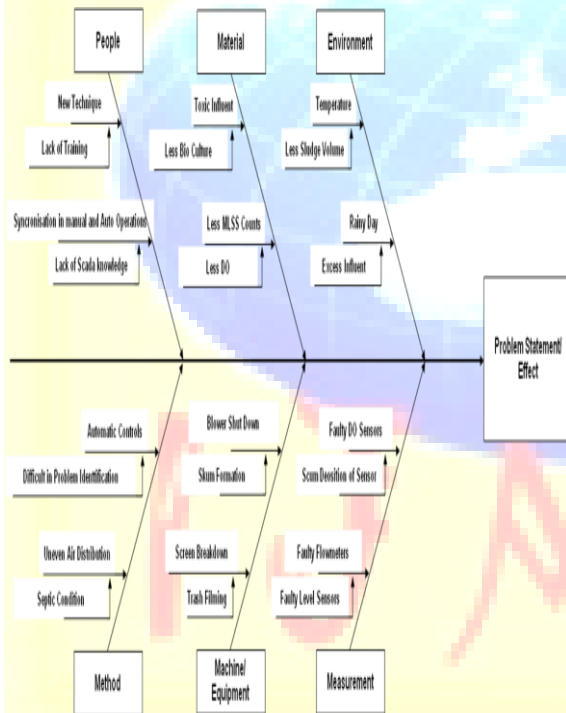 People
Material
Environment
New Technique
Toxic Influent
Temperature
Lack of Training
Less Bio Culture
Less Sludge Volume
Syncronisation in manual and Auto Operations
Less MLSS Counts
Rainy Day
Lack of Scada knowledge
Less DO
Excess Influent
Problem Statement/
Effect
Automatic Controls
Blower Shut Down
Faulty DO Sensors
Difficult in Problem Identtification
Skum Formation
Scum Deosition of Sensor
Uneven Air Distribution
Screen Breakdown
Faulty Flowmeters
Septic Condition
Trash Filming
Faulty Level Sensors
Method
Machine/
Equipment
Measurement